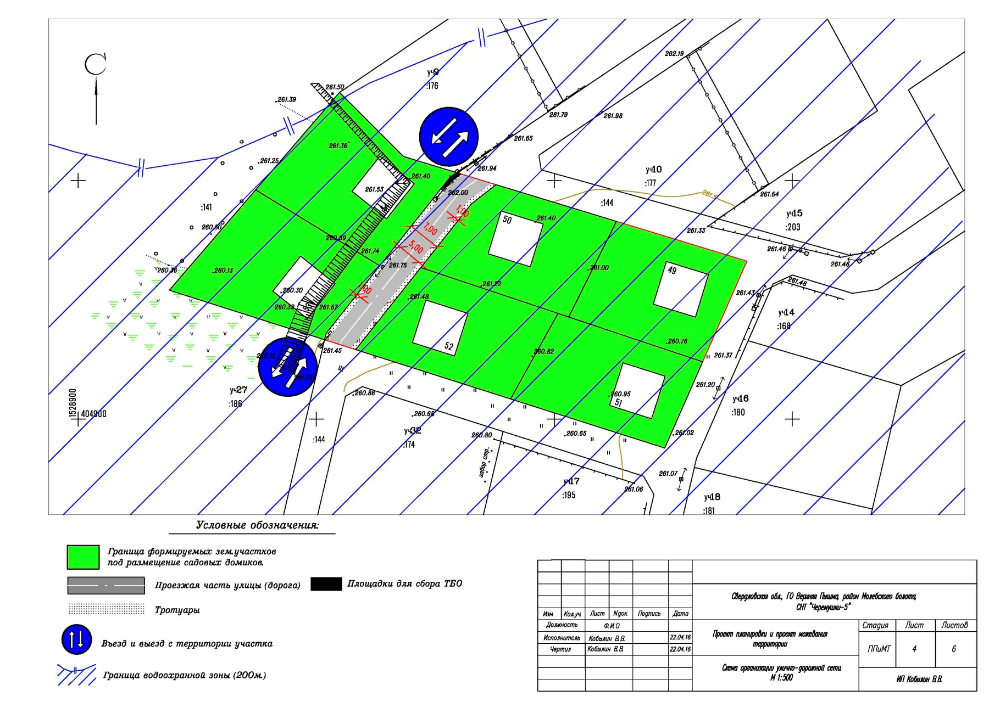 С
261.50
261.39
уч9
:176
262.19
261.79
261.98
261.65
261.36
261.25
261.94
261.40
262.00
261.53
уч10
:177
:144
261.5
261.64
:141
260.50
1,00
7,00
5,00
50
261.40
261.33
уч15
:203
260.89
261.74
261.75
261.46
261.46
260.36
260.13
261.00
49
260.30
1,00
261.48
261.22
261.43
261.48
260.32
53
261.67
52
260.82
260.76
261.37
уч14
:168
261.45
щ
261.73
уч27
:186
260.86
260.95
51
261.20
уч16
:180
1528900
404900
260.68
уч32
:174
:144
260.80
260.65
261.02
забор стр.
уч17
:195
261.06
261.07
уч18
:181
Условные обозначения:
Граница формируемых зем.участков
под размещение садовых домиков.
Проезжая часть улицы (дорога)
Площадки для сбора ТБО
Тротуары
Въезд и выезд с территории участка
Граница водоохранной зоны (200м.)
Свердловская обл., ГО Верхняя Пышма, район Молебского болота,
СНТ "Черемушки-5"
Изм. Кол.уч. Лист Nдок. Подпись Дата
Должность Ф.И.О
Исполнитель Кобылин В.В. 22.04.16
Чертил Кобылин В.В. 22.04.16
Проект планировки и проект межевания
территории
Стадия Лист Листов
ППиМТ 4 6
Схема организации улично-дорожной сети.
М 1:500
ИП Кобылин В.В.